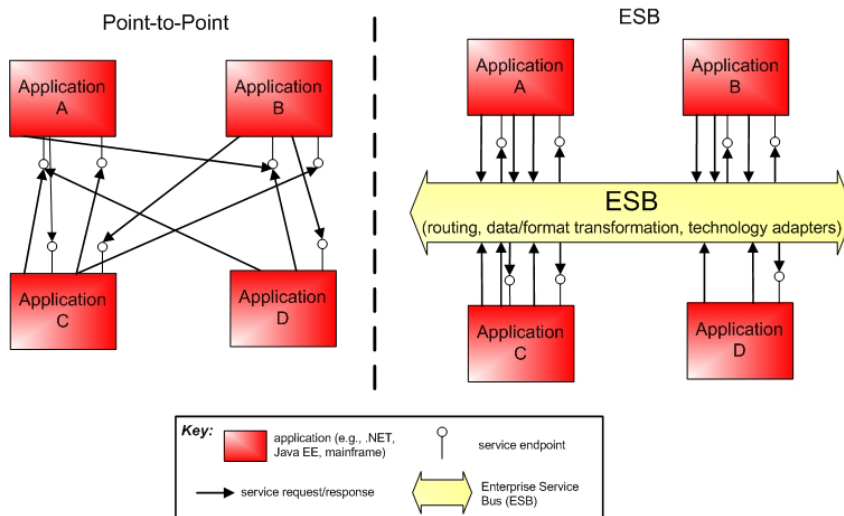 Point-to-Point
Application
A
Application
B
Application
C
Application
D
ESB
Application
A
Application
B
ESB
(routing, data/format transformation, technology adapters)
Application
C
Application
D
Key:
application (e.g., .NET,
Java EE, mainframe)
service endpoint
service request/response
Enterprise Service
Bus (ESB)